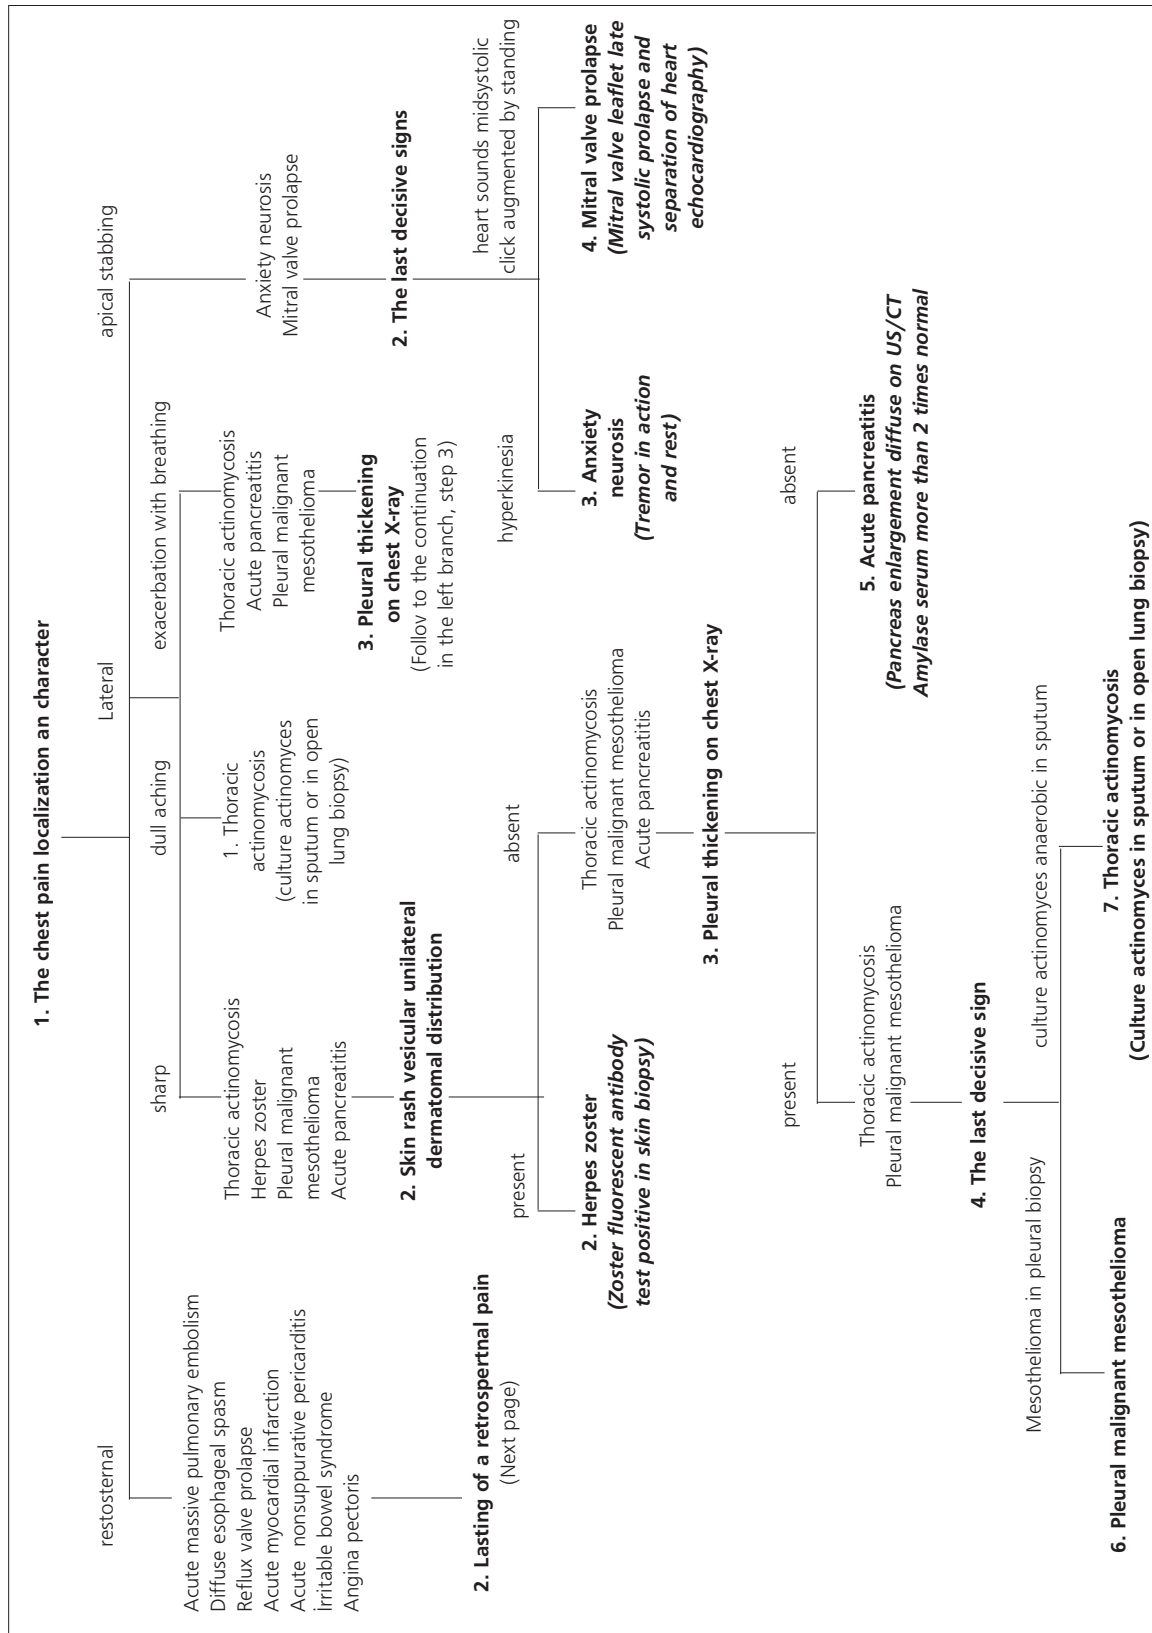 1. The chest pain localization an character
restosternal
Lateral
apical stabbing
sharp
dull aching
exacerbation with breathing
Acute massive pulmonary embolism
Diffuse esophageal spasm
Reflux valve prolapse
Acute myocardial infarction
Acute nonsuppurative pericarditis
İrritable bowel syndrome
Angina pectoris
2. Lasting of a retrospertnal pain
(Next page)
Thoracic actinomycosis
Herpes zoster
Pleural malignant
mesothelioma
Acute pancreatitis
2. Skin rash vesicular unilateral
dermatomal distribution
1. Thoracic
actinomycosis
(culture actinomyces
in sputum or in open
lung biopsy)
Thoracic actinomycosis
Acute pancreatitis
Pleural malignant
mesothelioma
3. Pleural thickening
on chest X-ray
(Follov to the continuation
in the left branch, step 3)
Anxiety neurosis
Mitral valve prolapse
2. The last decisive signs
present
absent
hyperkinesia
heart sounds midsystolic
click augmented by standing
2. Herpes zoster
(Zoster fluorescent antibody
test positive in skin biopsy)
Thoracic actinomycosis
Pleural malignant mesothelioma
Acute pancreatitis
3. Anxiety
neurosis
(Tremor in action
and rest)
4. Mitral valve prolapse
(Mitral valve leaflet late
systolic prolapse and
separation of heart
echocardiography)
3. Pleural thickening on chest X-ray
present
absent
Thoracic actinomycosis
Pleural malignant mesothelioma
5. Acute pancreatitis
(Pancreas enlargement diffuse on US/CT
Amylase serum more than 2 times normal
4. The last decisive sign
Mesothelioma in pleural biopsy
culture actinomyces anaerobic in sputum
6. Pleural malignant mesothelioma
7. Thoracic actinomycosis
(Culture actinomyces in sputum or in open lung biopsy)